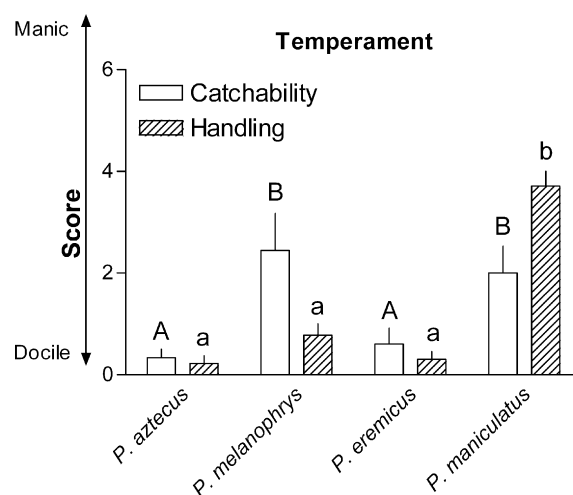 Manic
Temperament
6
Catchability
Handling
b
4
B
B
Score
2
A
a
A
a
a
Docile
0
P. aztecus
P. melanophrys
P. eremicus
P. maniculatus